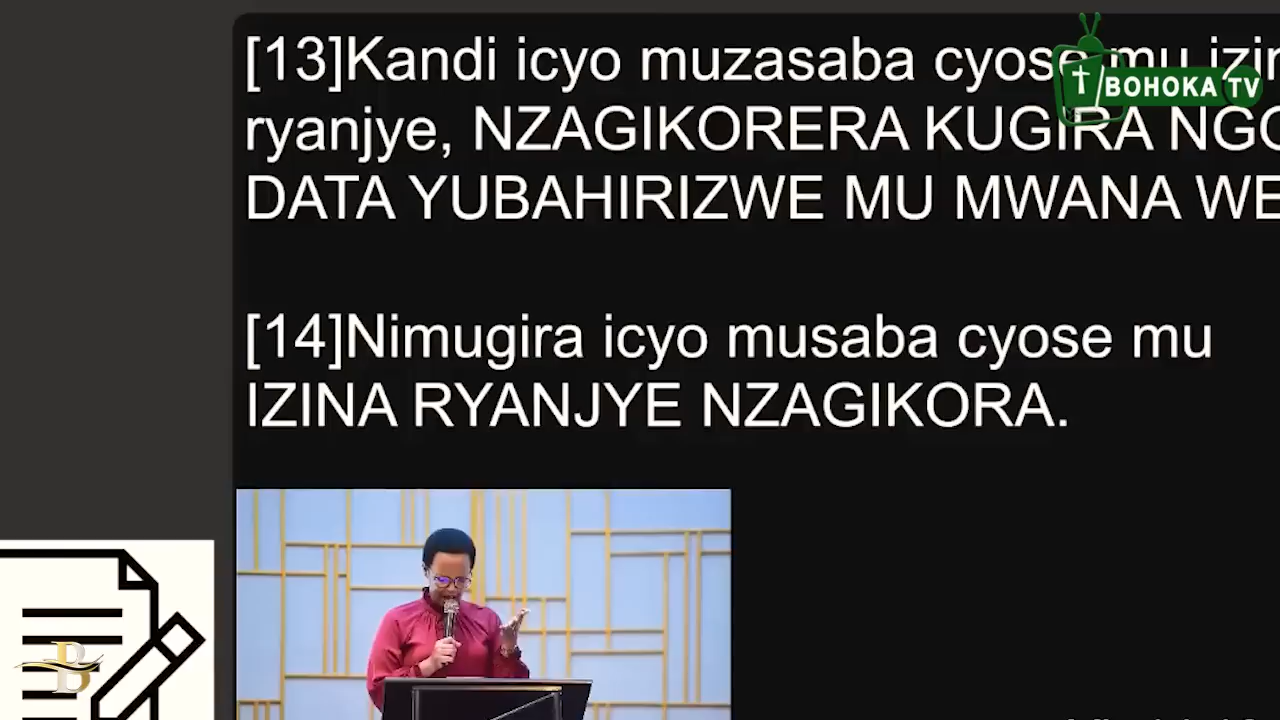 [13]Kandi icyo muzasaba cyose mu
ryanjye, NZAGIKORERA KUGIRA
DATA YUBAHIRIZWE MU MWANA
[14]Nimugira icyo musaba cyose mu
IZINA RYANJYE NZAGIKORA.
BOHOKA TV
B